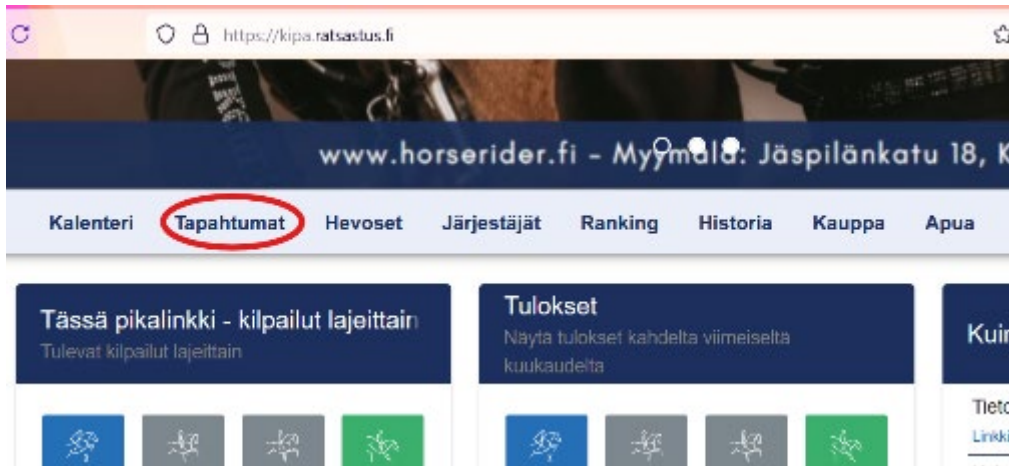 https://kipa.ratsastus.fi
www.horserider.fi - Myymälä: Jäspilänkatu 18, K
Kalenteri Tapahtumat Hevoset Järjestäjät Ranking Historia Kauppa Apua
Tässä pikalinkki - kilpailut lajeittain
Tulevat kilpailut lajeittain
Tulokset
Näytä tulokset kahdelta viimeiseltä
kuukaudelta
Kuin
Tieto
Linkki